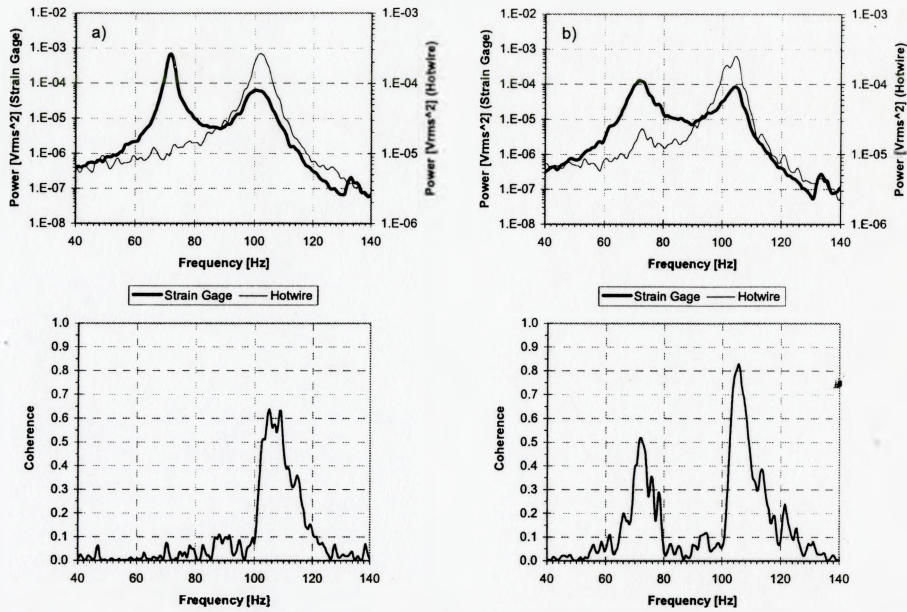 a)
Power [Vrms^2] (Strain Gage)
1.E-02
1.E-03
1.E-04
1.E-05
1.E-06
1.E-07
1.E-08
1.E-03
1.E-04
1.E-05
1.E-06
Power [Vrms^2] (Hotwire)
40 60 80 100 120 140
Frequency [Hz]
Strain Gage Hotwire
b)
Power [Vrms^2] (Strain Gage)
1.E-02
1.E-03
1.E-04
1.E-05
1.E-06
1.E-07
1.E-08
1.E-03
1.E-04
1.E-05
1.E-06
Power [Vrms^2] (Hotwire)
40 60 80 100 120 140
Frequency [Hz]
Strain Gage Hotwire
Coherence
1.0
0.9
0.8
0.7
0.6
0.5
0.4
0.3
0.2
0.1
0.0
40 60 80 100 120 140
Frequency [Hz]
Coherence
1.0
0.9
0.8
0.7
0.6
0.5
0.4
0.3
0.2
0.1
0.0
40 60 80 100 120 140
Frequency [Hz]